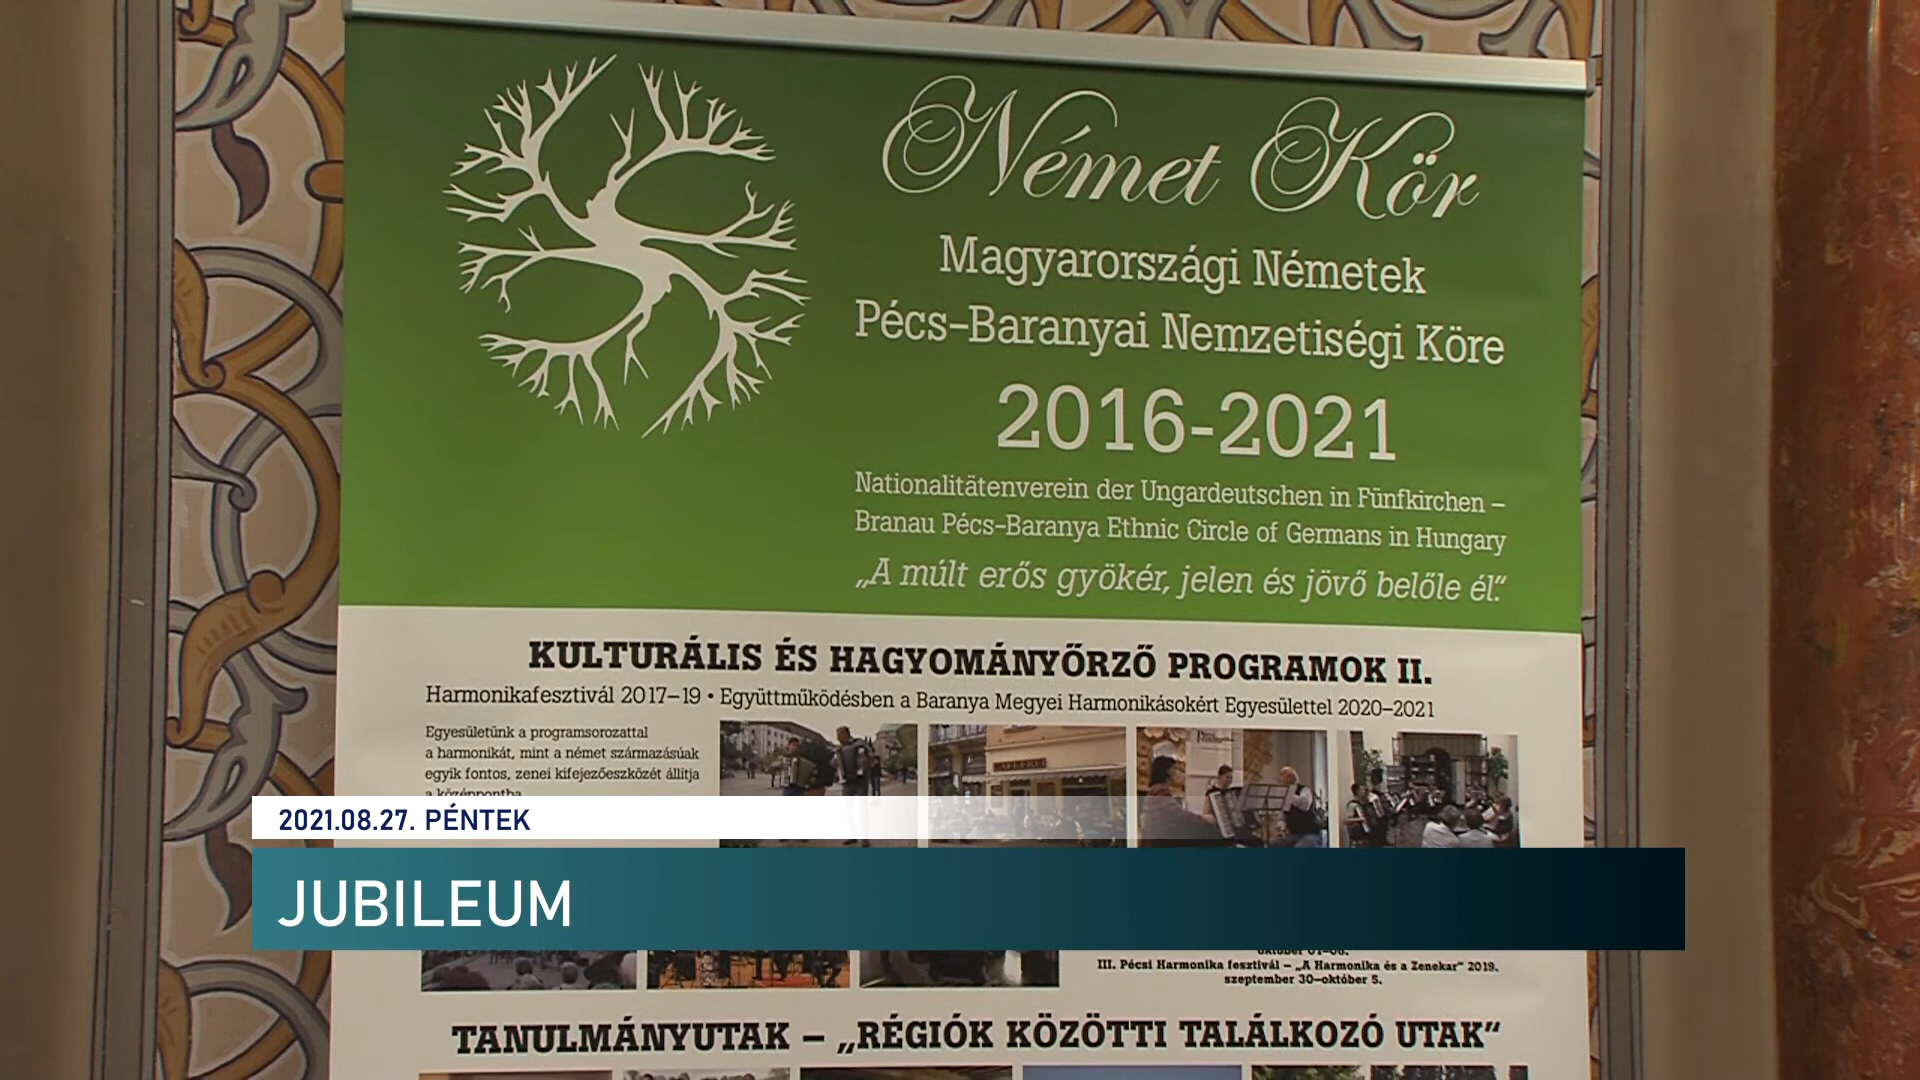 Német Kör
Magyarországi Németek
Pécs-Baranyai Nemzetiségi Köre
2016-2021
Nationalitätenverein der Ungardeutschen in Fünfkirchen –
Branau Pécs-Baranya Ethnic Circle of Germans in Hungary
„A múlt erős gyökér, jelen és jövő belőle él.”
KULTURÁLIS ÉS HAGYOMÁNYŐRZŐ PROGRAMOK II.
Harmonikafesztivál 2017–19 • Együttműködésben a Baranya Megyei Harmonikásokért Egyesülettel 2020–2021
Egyesületünk a programsorozattal
a harmonikát, mint a német származásúak
egyik fontos, zenei kifejezőeszközét állítja
a középpontba
2021.08.27. PÉNTEK
JUBILEUM
III. Pécsi Harmonika fesztivál – „A Harmonika és a Zenekar” 2019.
szeptember 30–október 5.
TANULMÁNYUTAK – „RÉGIÓK KÖZÖTTI TALÁLKOZÓ UTAK”